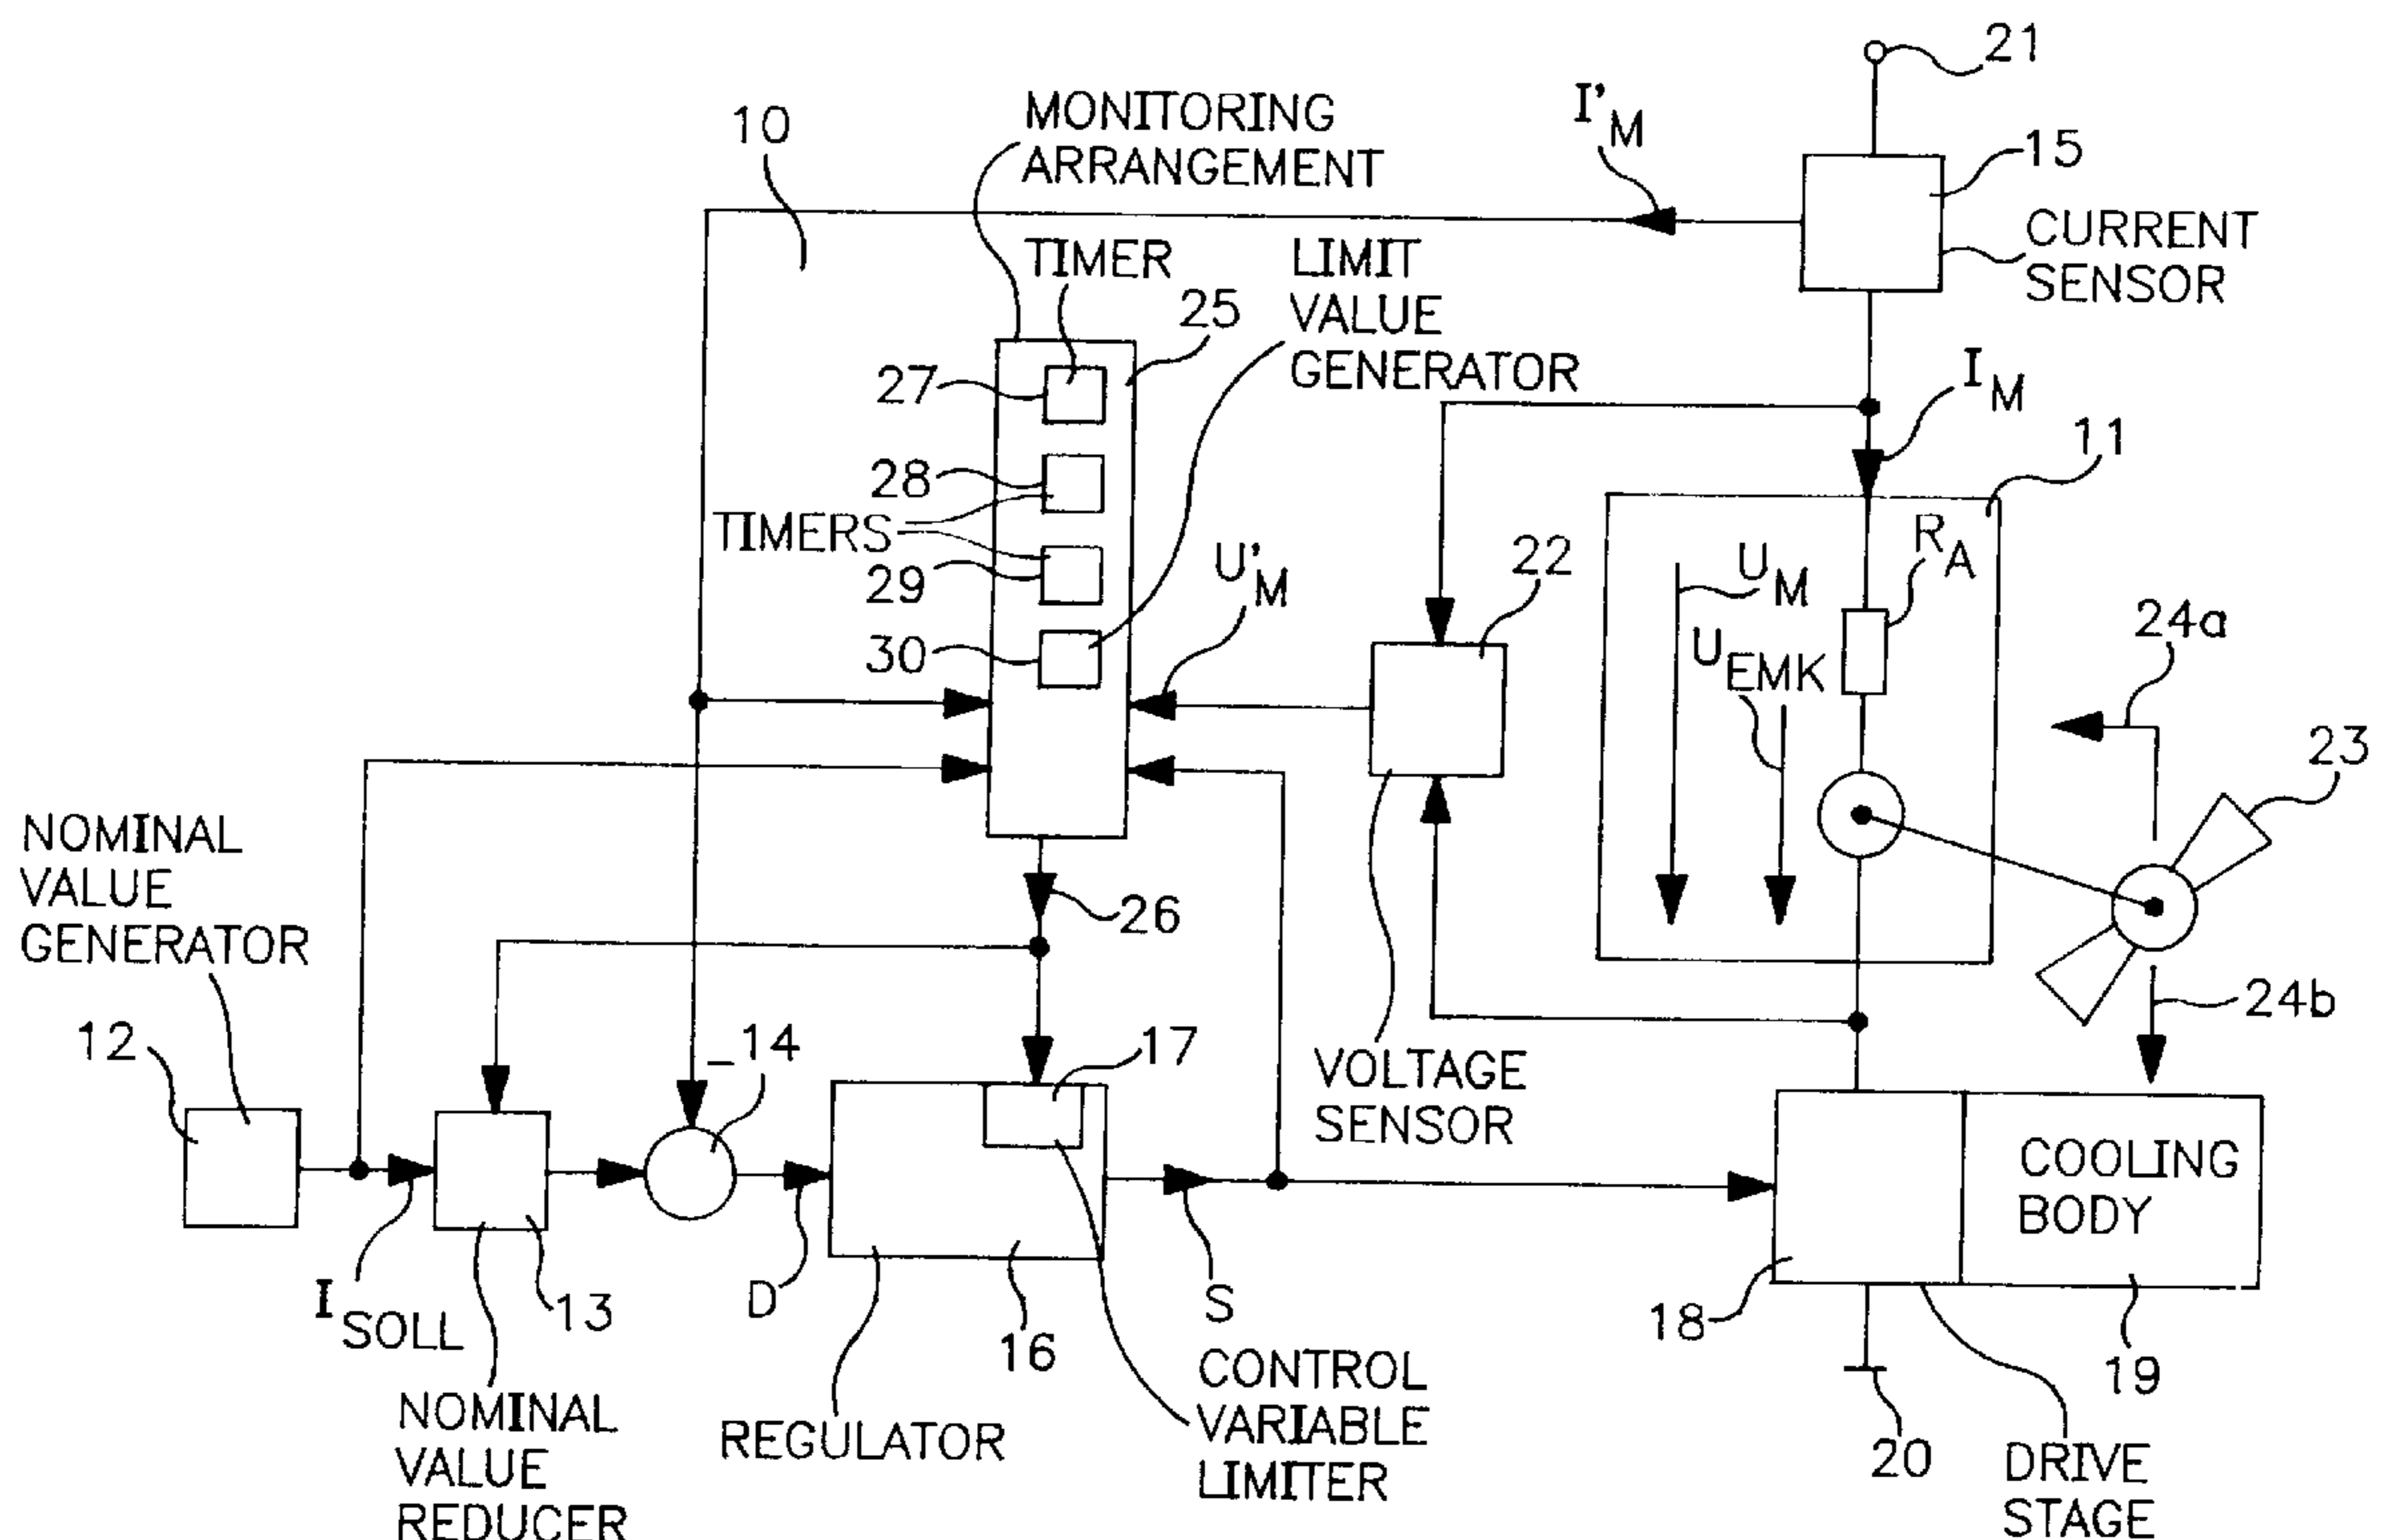 21
10
MONITORING
ARRANGEMENT
I'M
15
CURRENT
SENSOR
TIMER
LIMIT
VALUE
GENERATOR
25
27
28
TIMERS
29
30
U'M
22
IM
11
RA
UM
UEMK
24a
23
24b
NOMINAL
VALUE
GENERATOR
26
12
– 14
17
VOLTAGE
SENSOR
COOLING
BODY
ISOLL
13
D
16
S
18
19
20
NOMINAL
VALUE
REDUCER
REGULATOR
CONTROL
VARIABLE
LIMITER
DRIVE
STAGE